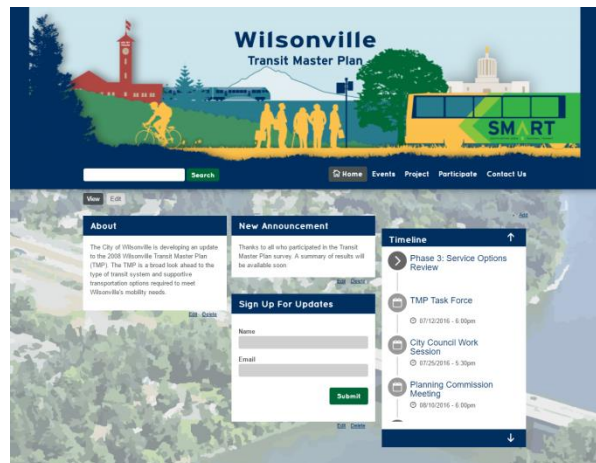 Wilsonville
Transit Master Plan
SMART
Search
Home Events Project Participate Contact Us
View Edit
Add
About
The City of Wilsonville is developing an update
to the 2008 Wilsonville Transit Master Plan
(TMP). The TMP is a broad look ahead to the
type of transit system and supportive
transportation options required to meet
Wilsonville's mobility needs.
Edit Delete
New Announcement
Thanks to all who participated in the Transit
Master Plan survey. A summary of results will
be available soon.
Edit Delete
Sign Up For Updates
Name
Email
Submit
Edit Delete
Timeline
Phase 3: Service Options
Review
TMP Task Force
07/12/2016 - 6:00pm
City Council Work
Session
07/25/2016 - 5:30pm
Planning Commission
Meeting
08/10/2016 - 6:00pm